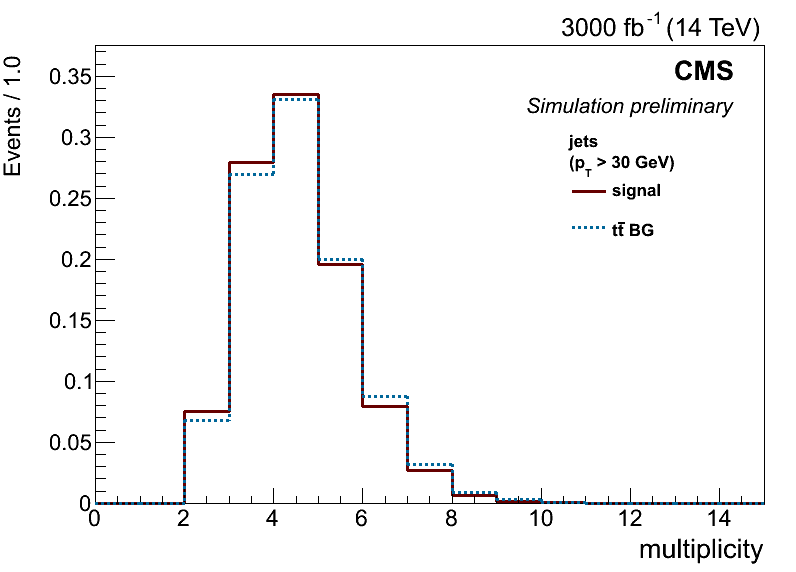 3000 fb⁻¹ (14 TeV)
Events / 1.0
CMS
Simulation preliminary
jets
(p_T > 30 GeV)
signal
tt̄ BG
0.35
0.3
0.25
0.2
0.15
0.1
0.05
0
0 2 4 6 8 10 12 14
multiplicity